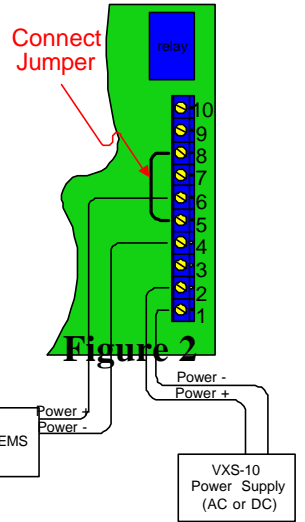 Connect
Jumper
relay
10
9
8
7
6
5
4
3
2
1
Figure 2
Power -
Power +
Power +
Power -
EMS
VXS-10
Power Supply
(AC or DC)